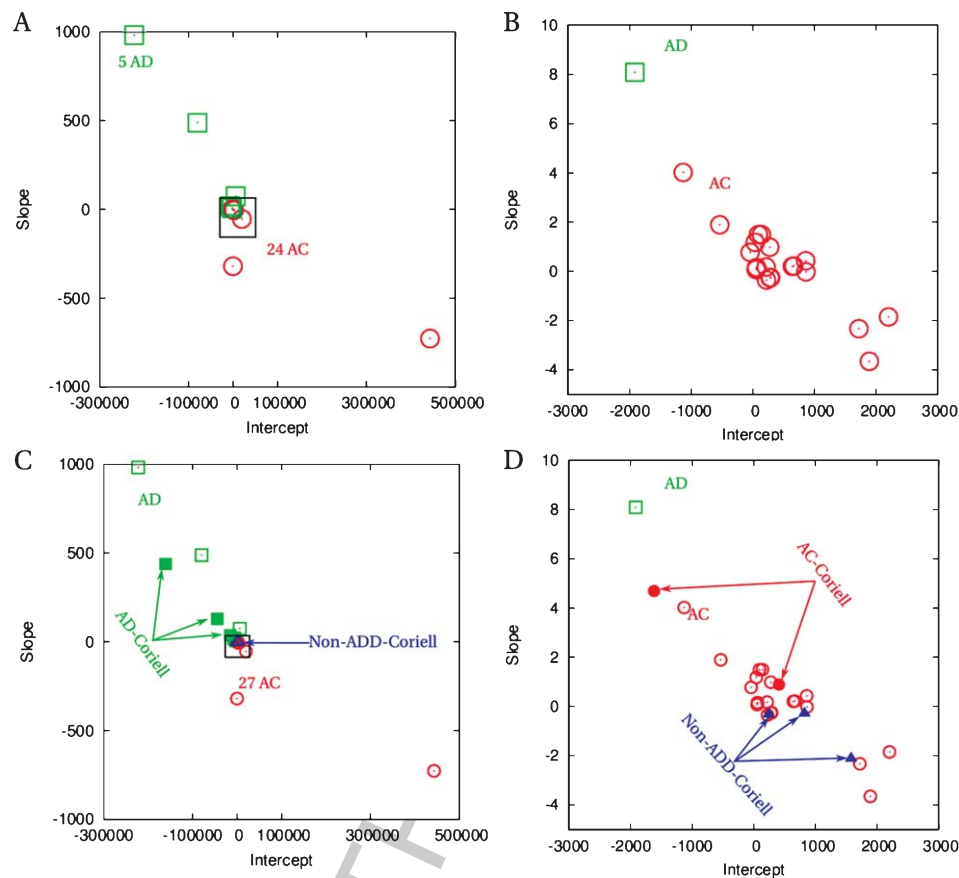 A
1000
500
0
-500
-1000
Slope
5 AD
24 AC
-300000 -100000 0 100000 300000 500000
Intercept
B
10
8
6
4
2
0
-2
-4
Slope
AD
AC
-3000 -2000 -1000 0 1000 2000 3000
Intercept
C
1000
500
0
-500
-1000
Slope
AD
AD-Coriell
Non-ADD-Coriell
27 AC
-300000 -100000 0 100000 300000 500000
Intercept
D
10
8
6
4
2
0
-2
-4
Slope
AD
AC-Coriell
AC
Non-ADD-Coriell
-3000 -2000 -1000 0 1000 2000 3000
Intercept